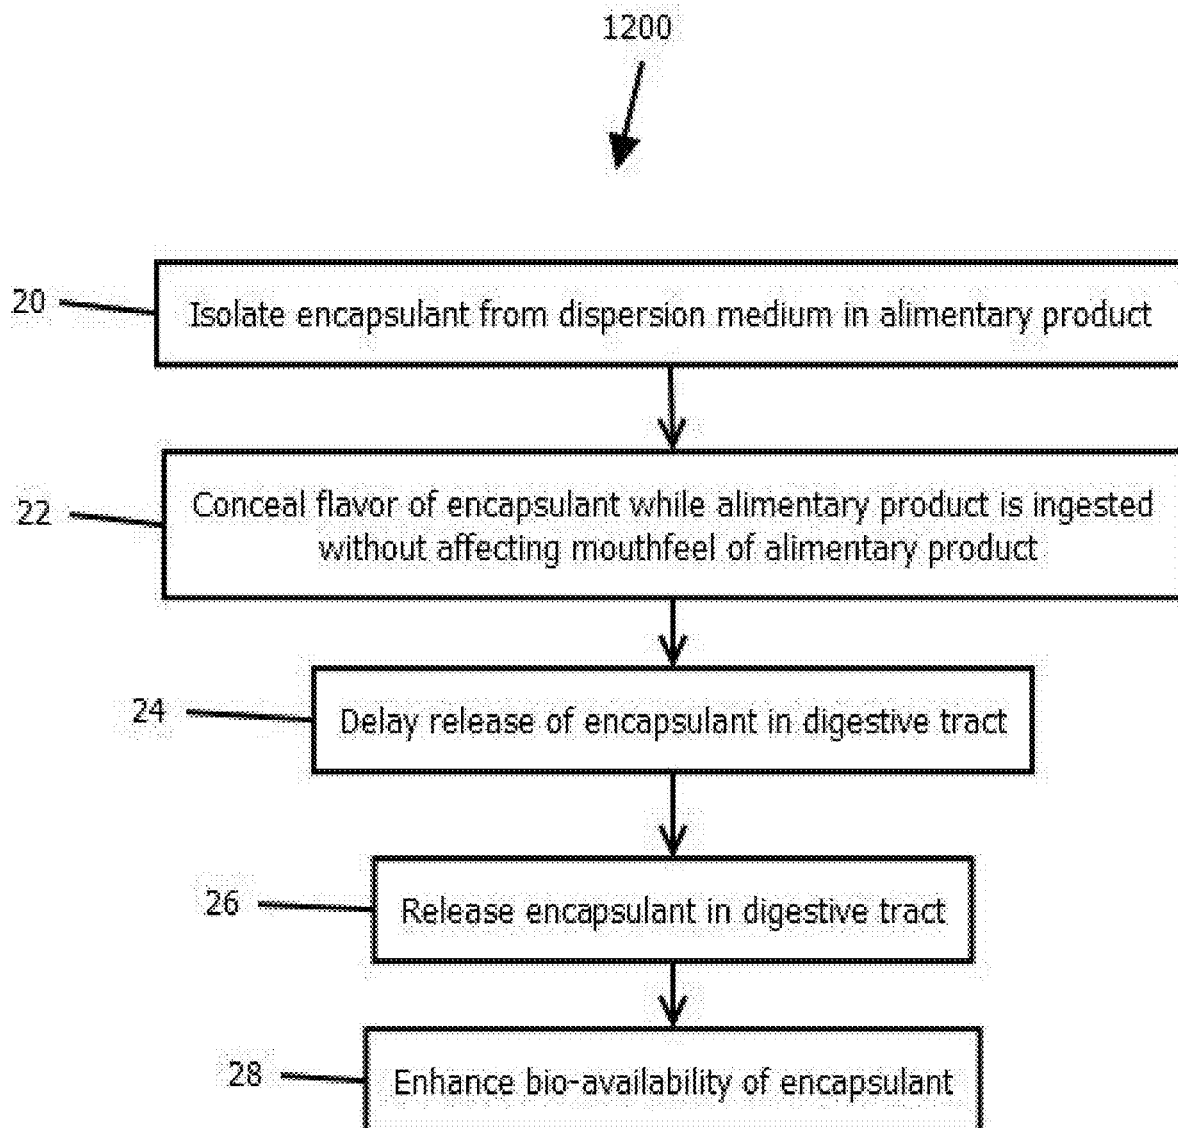 1200
20
Isolate encapsulant from dispersion medium in alimentary product
22
Conceal flavor of encapsulant while alimentary product is ingested
without affecting mouthfeel of alimentary product
24
Delay release of encapsulant in digestive tract
26
Release encapsulant in digestive tract
28
Enhance bio-availability of encapsulant